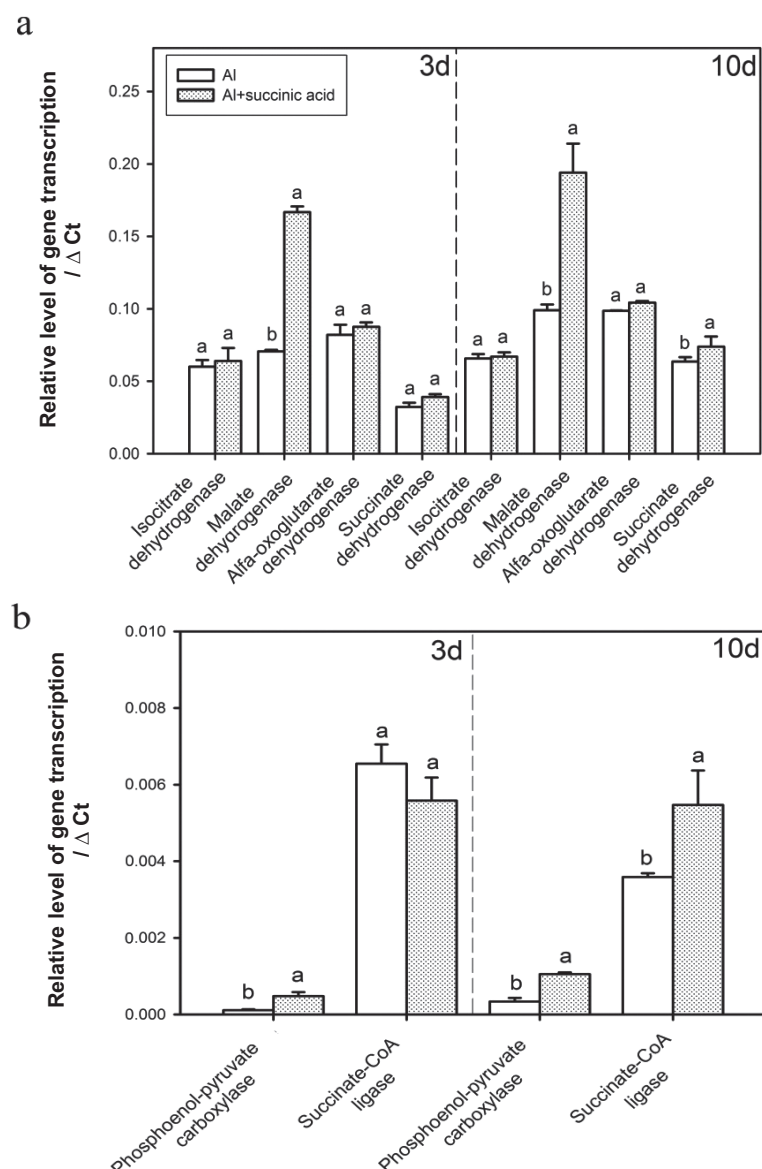 a
Relative level of gene transcription
/ Δ Ct
0.25
0.20
0.15
0.10
0.05
0.00
Al
Al+succinic acid
3d
10d
a
a
b
a
a
a
a
a
a
a
b
a
a
a
b
a
Isocitrate
dehydrogenase
Malate
dehydrogenase
Alfa-oxoglutarate
dehydrogenase
Succinate
dehydrogenase
Isocitrate
dehydrogenase
Malate
dehydrogenase
Alfa-oxoglutarate
dehydrogenase
Succinate
dehydrogenase
b
Relative level of gene transcription
/ Δ Ct
0.010
0.008
0.006
0.004
0.002
0.000
3d
10d
b
a
a
a
b
a
b
a
Phosphoenol-pyruvate
carboxylase
Succinate-CoA
ligase
Phosphoenol-pyruvate
carboxylase
Succinate-CoA
ligase